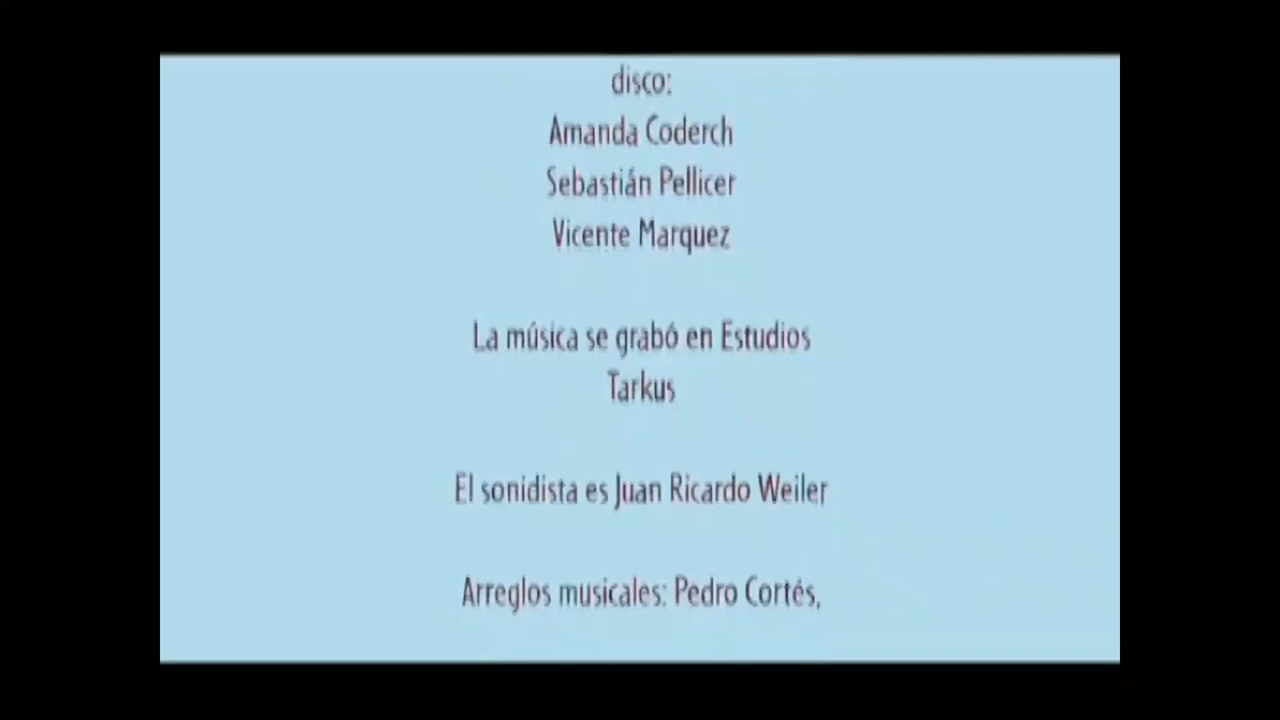 disco:
Amanda Coderch
Sebastián Pellicer
Vicente Marquez
La música se grabó en Estudios
Tarkus
El sonidista es Juan Ricardo Weiler
Arreglos musicales: Pedro Cortés,